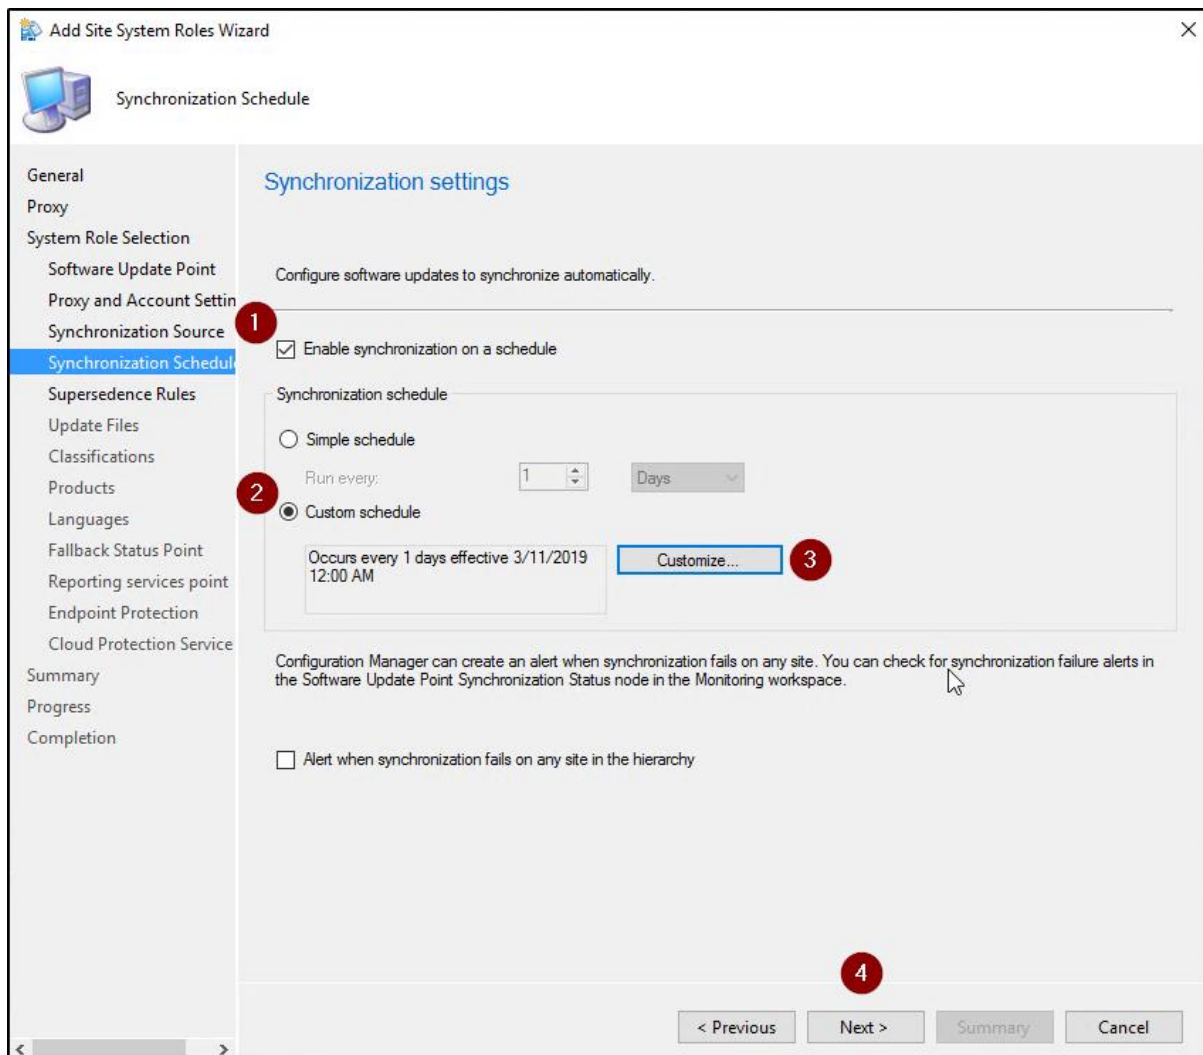 Add Site System Roles Wizard
Synchronization Schedule
General
Proxy
System Role Selection
Software Update Point
Proxy and Account Settin
Synchronization Source
Synchronization Schedul
Supersedence Rules
Update Files
Classifications
Products
Languages
Fallback Status Point
Reporting services point
Endpoint Protection
Cloud Protection Service
Summary
Progress
Completion
Synchronization settings
Configure software updates to synchronize automatically.
1
Enable synchronization on a schedule
Synchronization schedule
Simple schedule
Run every: 1 Days
2
Custom schedule
Occurs every 1 days effective 3/11/2019
12:00 AM
Customize...
3
Configuration Manager can create an alert when synchronization fails on any site. You can check for synchronization failure alerts in
the Software Update Point Synchronization Status node in the Monitoring workspace.
Alert when synchronization fails on any site in the hierarchy
4
< Previous Next > Summary Cancel